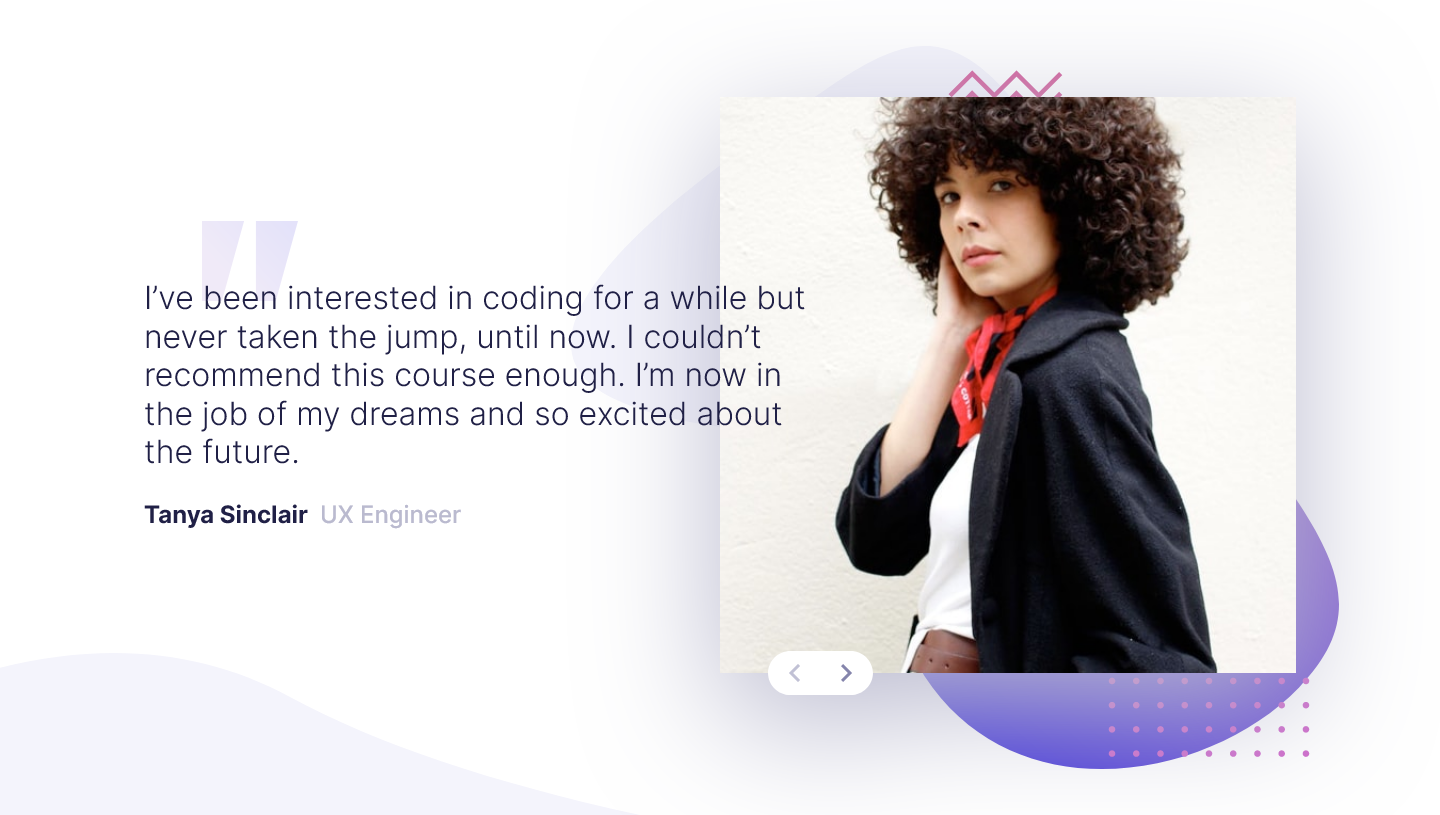 I’ve been interested in coding for a while but
never taken the jump, until now. I couldn’t
recommend this course enough. I’m now in
the job of my dreams and so excited about
the future.
Tanya Sinclair UX Engineer